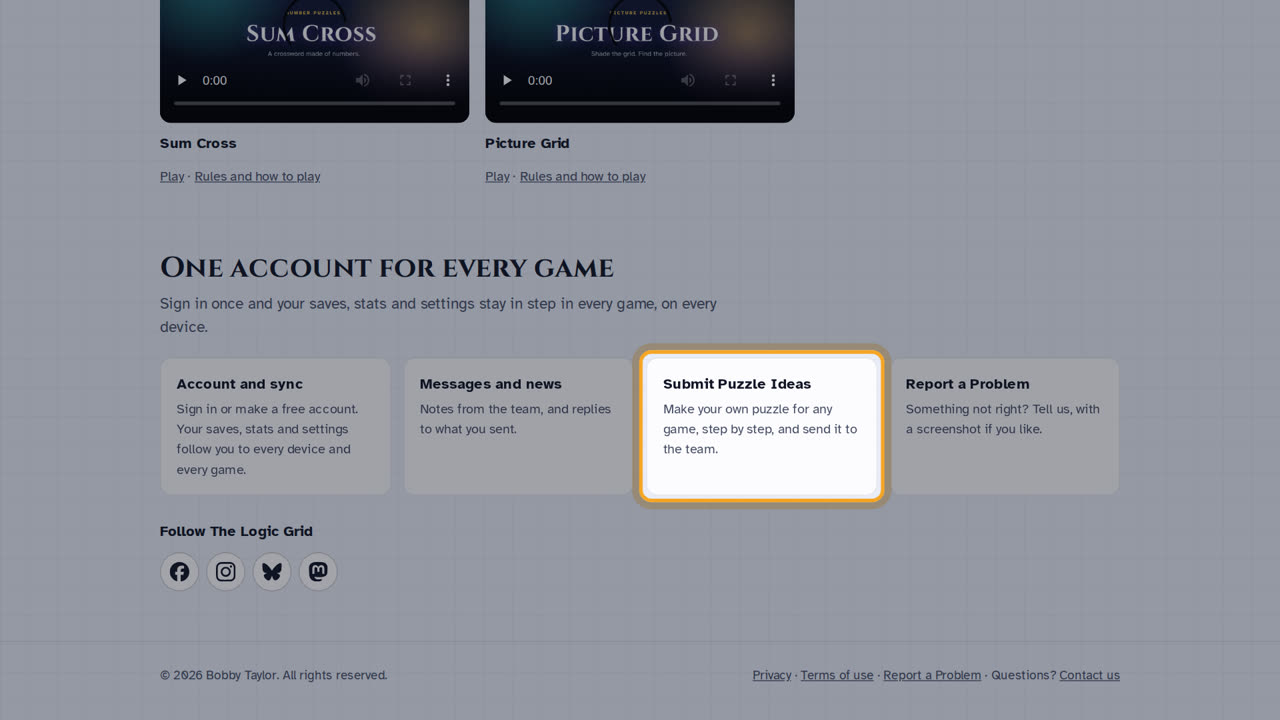 NUMBER PUZZLES
Sum Cross
A crossword made of numbers.
0:00
PICTURE PUZZLES
Picture Grid
Shade the grid. Find the picture.
0:00
Sum Cross
Play · Rules and how to play
Picture Grid
Play · Rules and how to play
One account for every game
Sign in once and your saves, stats and settings stay in step in every game, on every
device.
Account and sync
Sign in or make a free account.
Your saves, stats and settings
follow you to every device and
every game.
Messages and news
Notes from the team, and replies
to what you sent.
Submit Puzzle Ideas
Make your own puzzle for any
game, step by step, and send it to
the team.
Report a Problem
Something not right? Tell us, with
a screenshot if you like.
Follow The Logic Grid
© 2026 Bobby Taylor. All rights reserved.
Privacy · Terms of use · Report a Problem · Questions? Contact us